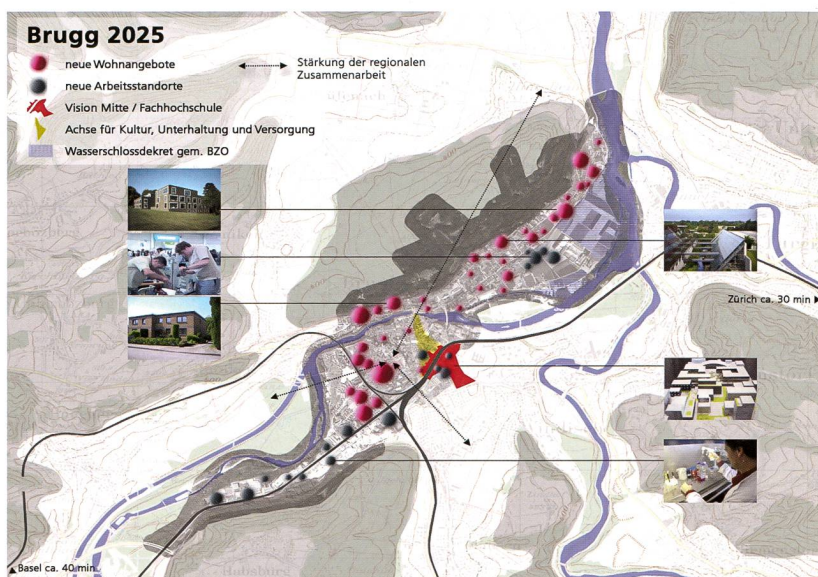 Brugg 2025
neue Wohnangebote
neue Arbeitsstandorte
Vision Mitte / Fachhochschule
Achse für Kultur, Unterhaltung und Versorgung
Wasserschlossdekret gem. BZO
Stärkung der regionalen
Zusammenarbeit
Zürich ca. 30 min
Basel ca. 40 min